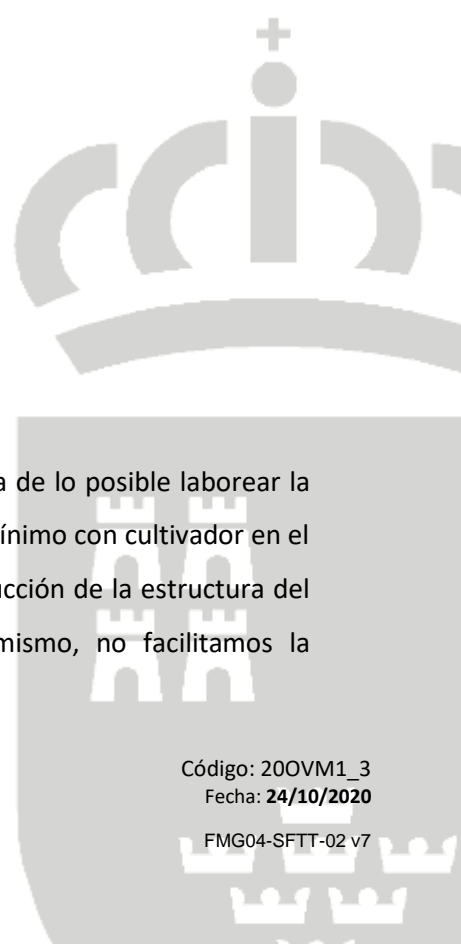 a de lo posible laborear la
ínimo con cultivador en el
ucción de la estructura del
mismo, no facilitamos la
Código: 20OVM1_3
Fecha: 24/10/2020
FMG04-SFTT-02 v7